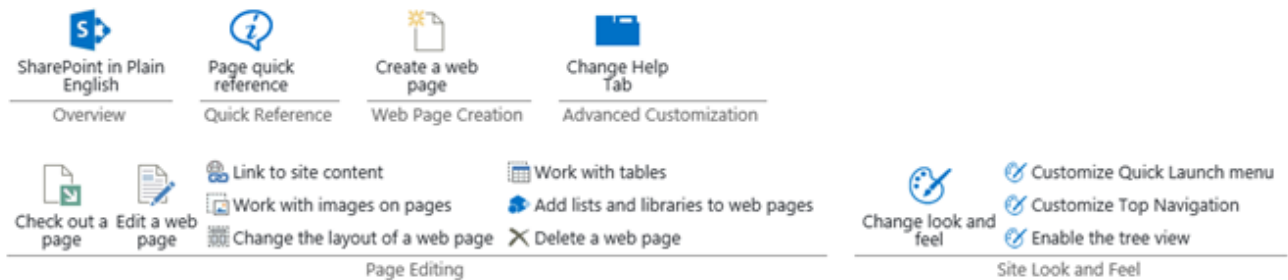 SharePoint in Plain
English
Overview
Page quick
reference
Quick Reference
Create a web
page
Web Page Creation
Change Help
Tab
Advanced Customization
Check out a
page
Edit a web
page
Link to site content
Work with images on pages
Change the layout of a web page
Work with tables
Add lists and libraries to web pages
Delete a web page
Page Editing
Change look and
feel
Customize Quick Launch menu
Customize Top Navigation
Enable the tree view
Site Look and Feel